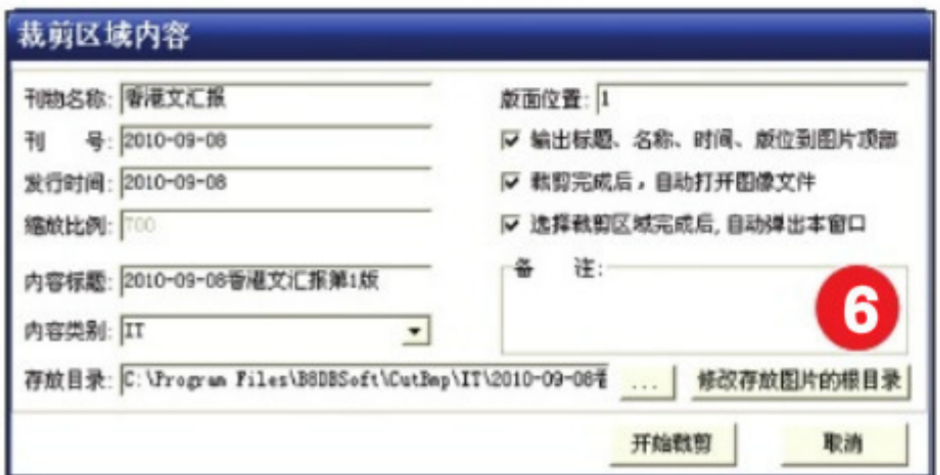 裁剪区域内容
刊物名称: 香港文汇报
版面位置: 1
刊 号: 2010-09-08
输出标题、名称、时间、版位到图片顶部
发行时间: 2010-09-08
裁剪完成后，自动打开图像文件
缩放比例: 700
选择裁剪区域完成后,自动弹出本窗口
内容标题: 2010-09-08香港文汇报第1版
备 注:
6
内容类别: IT
存放目录: C:\Program Files\B8DBSoft\CutBmp\IT\2010-09-08香
...
修改存放图片的根目录
开始裁剪
取消